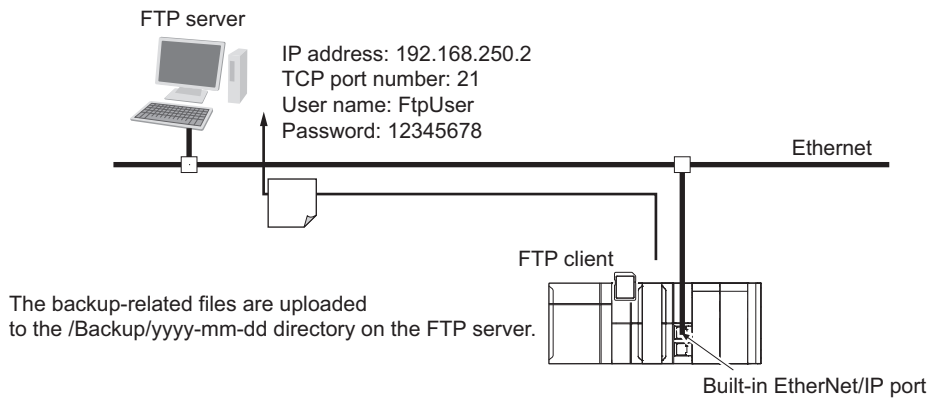 FTP server
IP address: 192.168.250.2
TCP port number: 21
User name: FtpUser
Password: 12345678
Ethernet
FTP client
The backup-related files are uploaded
to the /Backup/yyyy-mm-dd directory on the FTP server.
Built-in EtherNet/IP port